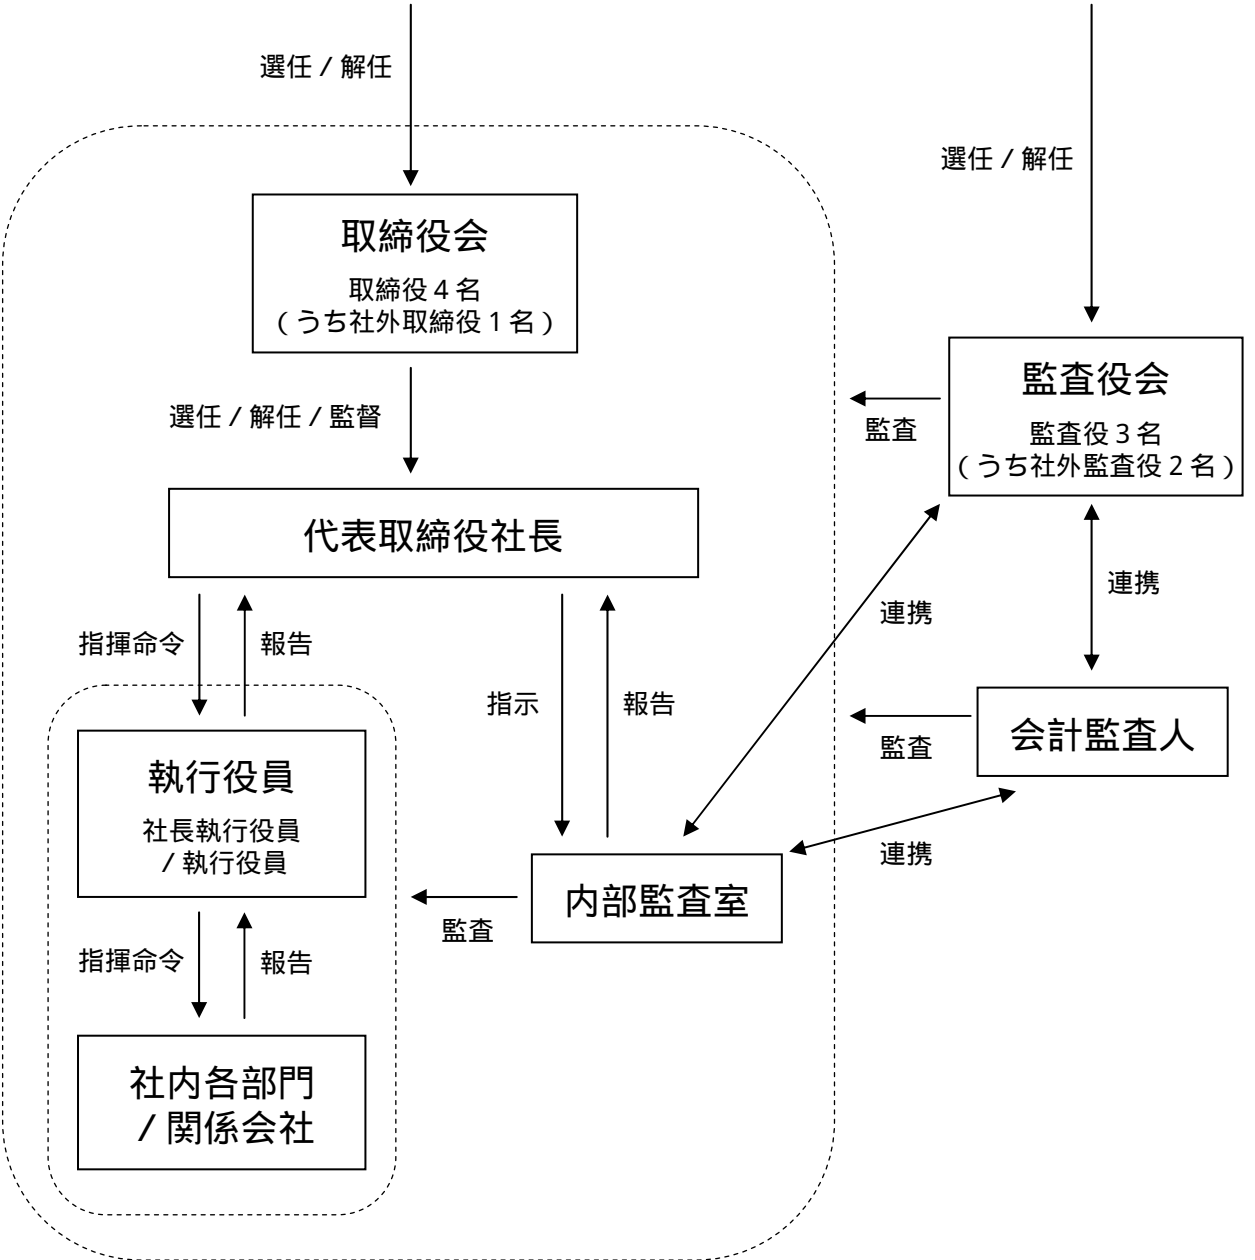 選任 / 解任
選任 / 解任
取締役会
取締役 4 名
( うち社外取締役 1 名 )
監査役会
監査役 3 名
( うち社外監査役 2 名 )
選任 / 解任 / 監督
監査
代表取締役社長
連携
連携
指揮命令
報告
指示
報告
執行役員
社長執行役員
/ 執行役員
会計監査人
監査
連携
内部監査室
監査
指揮命令
報告
社内各部門
/ 関係会社